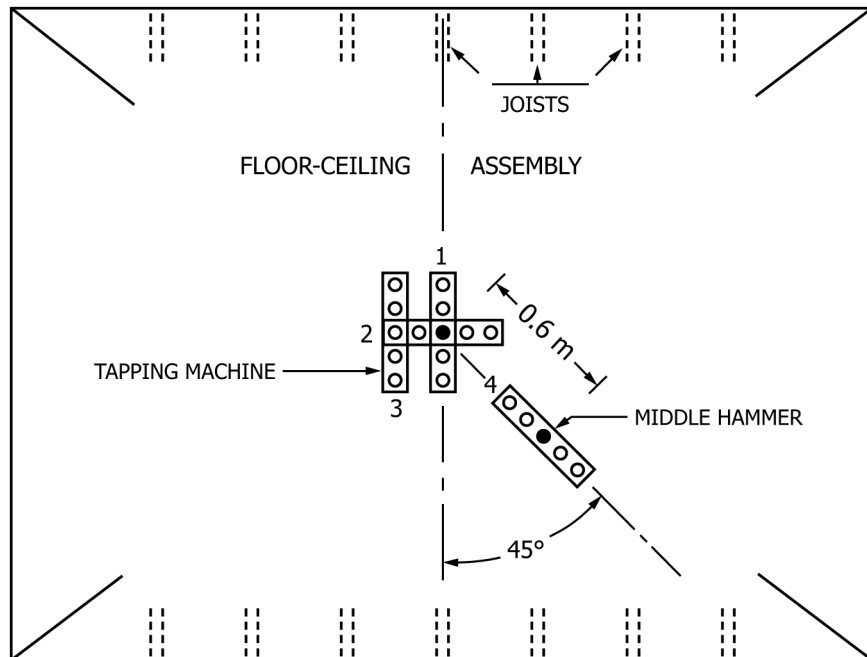 JOISTS
FLOOR-CEILING ASSEMBLY
1
0.6 m
2
TAPPING MACHINE
4
3
MIDDLE HAMMER
45°